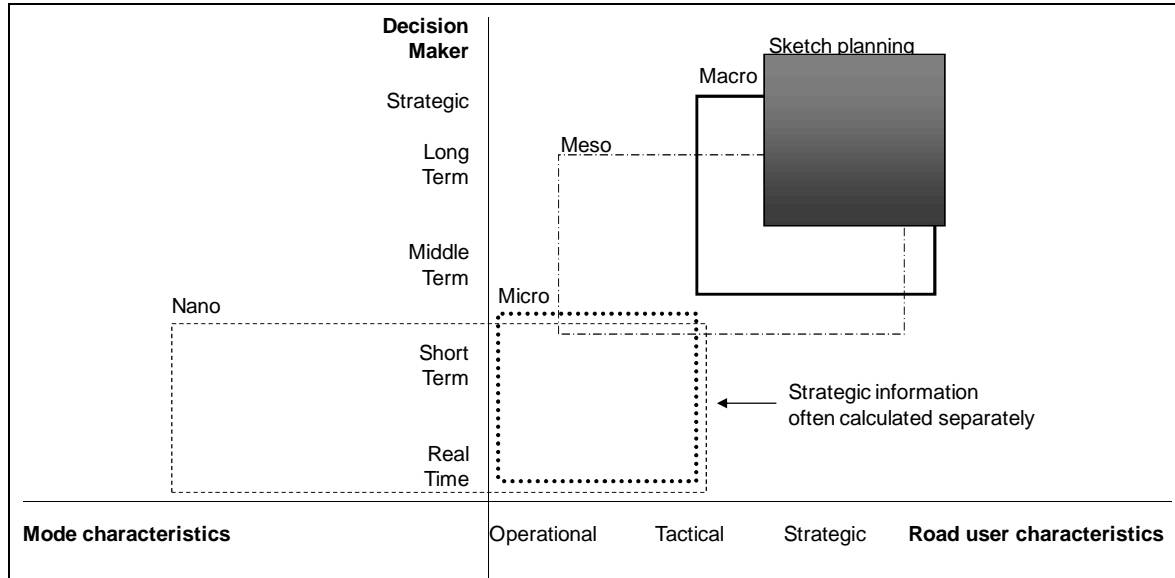 Decision
Maker
Sketch planning
Macro
Strategic
Meso
Long
Term
Middle
Term
Nano
Micro
Short
Term
Strategic information
often calculated separately
Real
Time
Mode characteristics
Operational
Tactical
Strategic
Road user characteristics